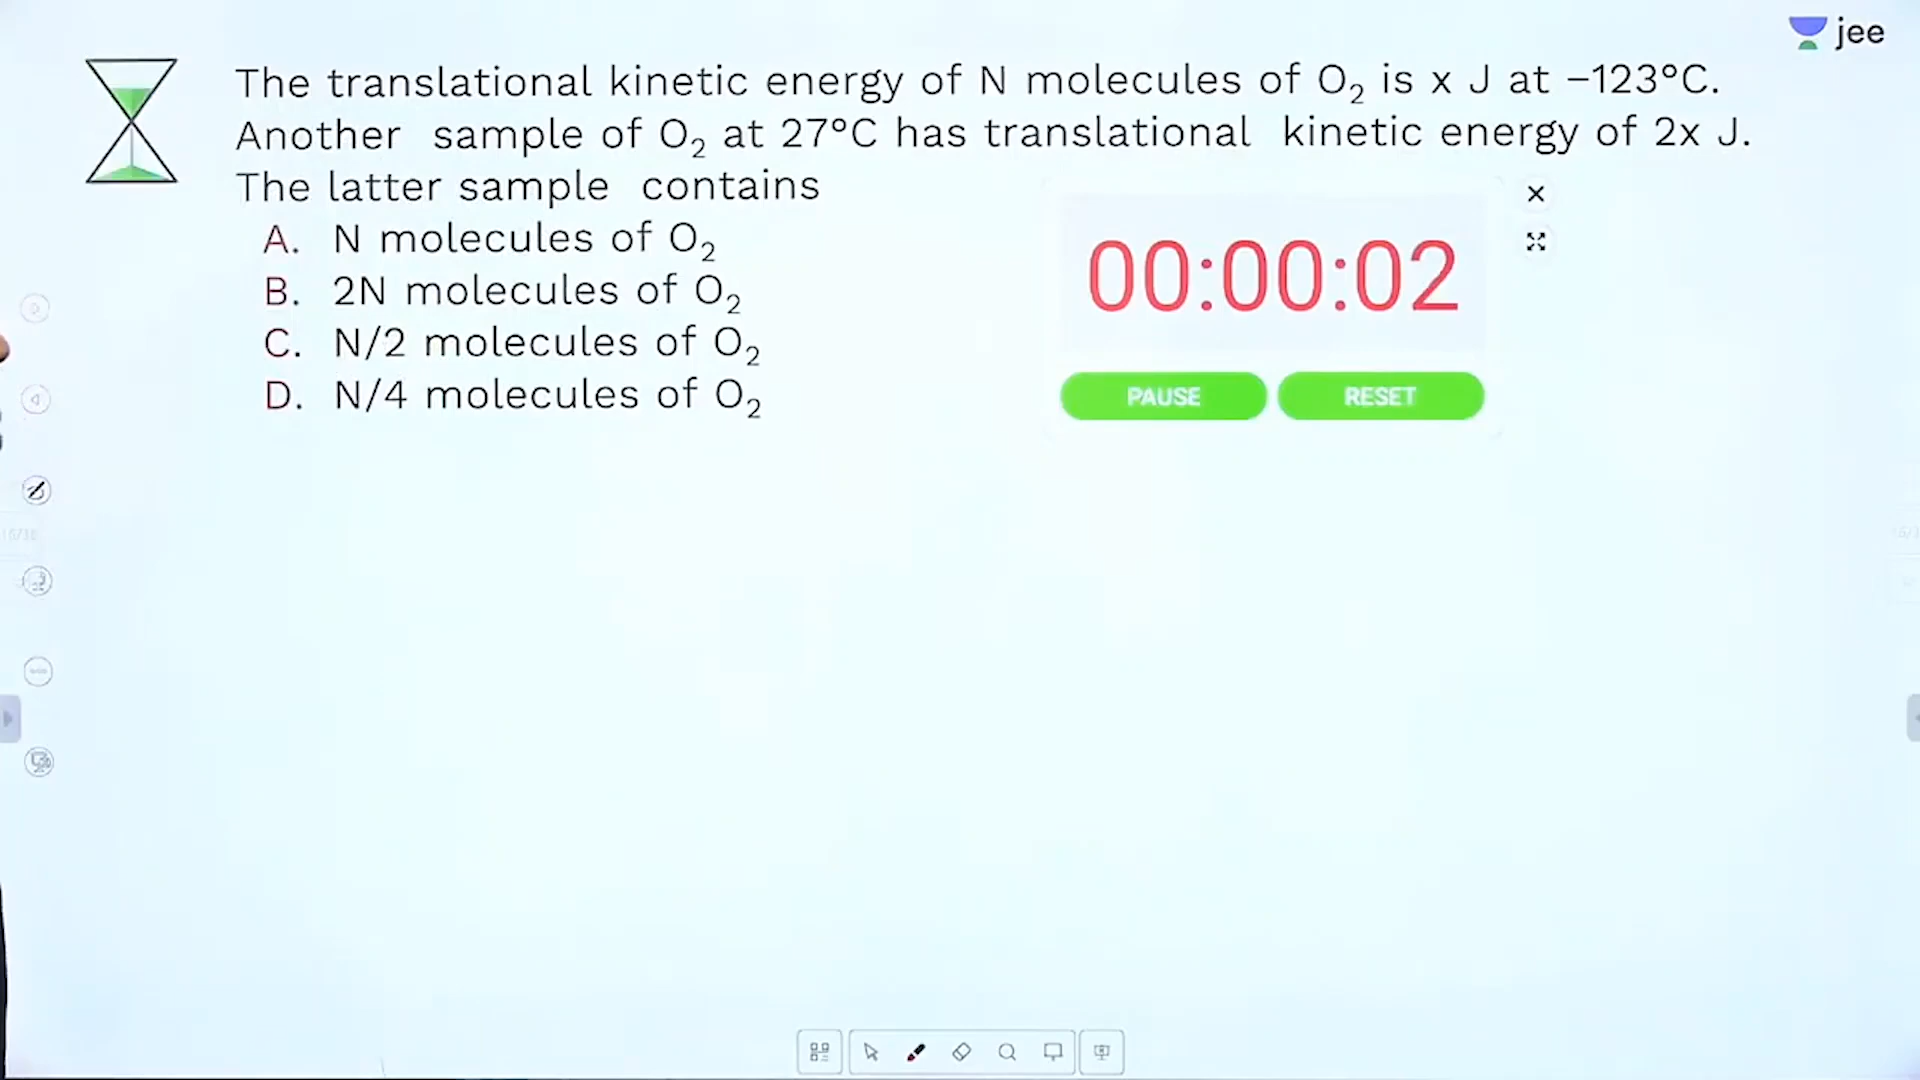 jee
The translational kinetic energy of N molecules of O₂ is x J at −123°C.
Another sample of O₂ at 27°C has translational kinetic energy of 2x J.
The latter sample contains
A. N molecules of O₂
B. 2N molecules of O₂
C. N/2 molecules of O₂
D. N/4 molecules of O₂
00:00:02
PAUSE RESET